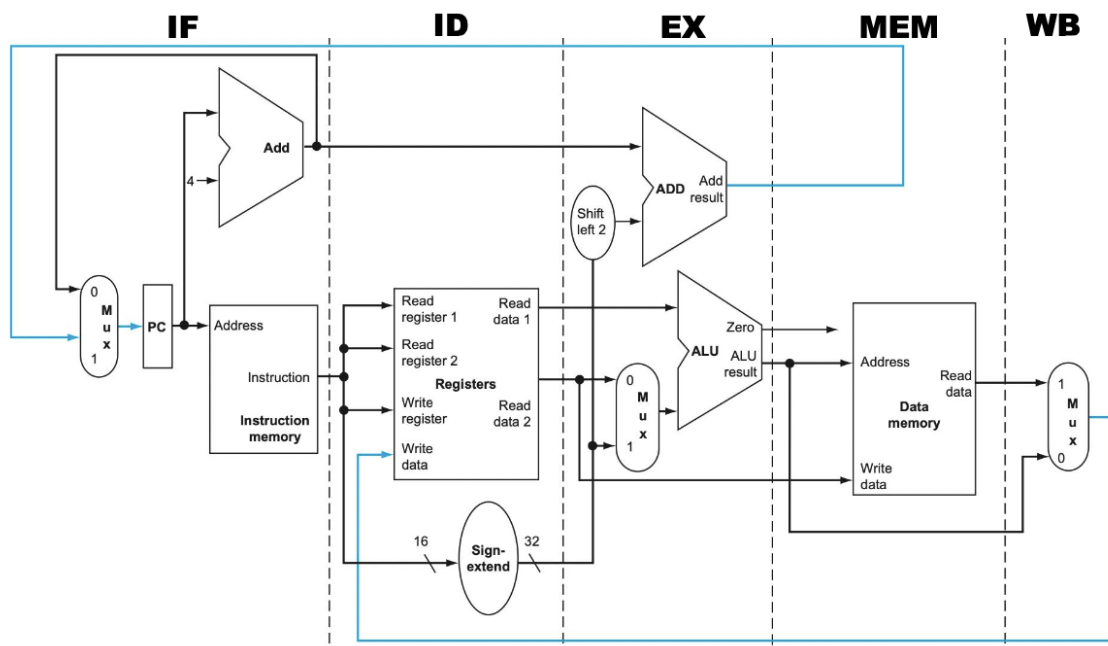 IF
ID
EX
MEM
WB
Add
4
ADD
Add
result
Shift
left 2
0
M
u
x
1
PC
Address
Instruction
Instruction
memory
Read
register 1
Read
register 2
Write
register
Write
data
Registers
Read
data 1
Read
data 2
16
Sign-
extend
32
0
M
u
x
1
Zero
ALU
ALU
result
Address
Read
data
Data
memory
Write
data
1
M
u
x
0